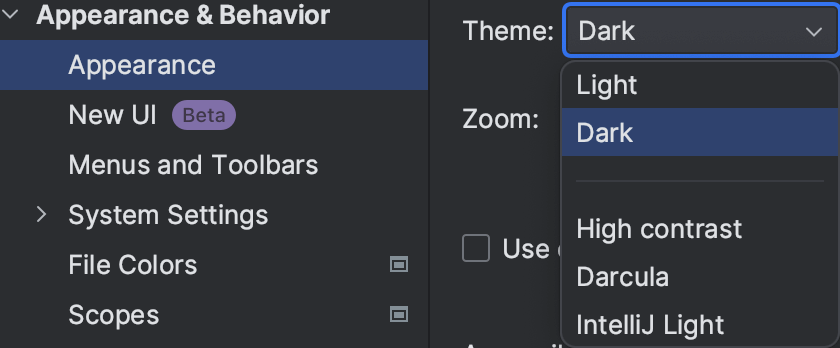 Appearance & Behavior
Appearance
New UI Beta
Menus and Toolbars
System Settings
File Colors
Scopes
Theme: Dark
Light
Dark
Zoom:
High contrast
Use
Darcula
IntelliJ Light